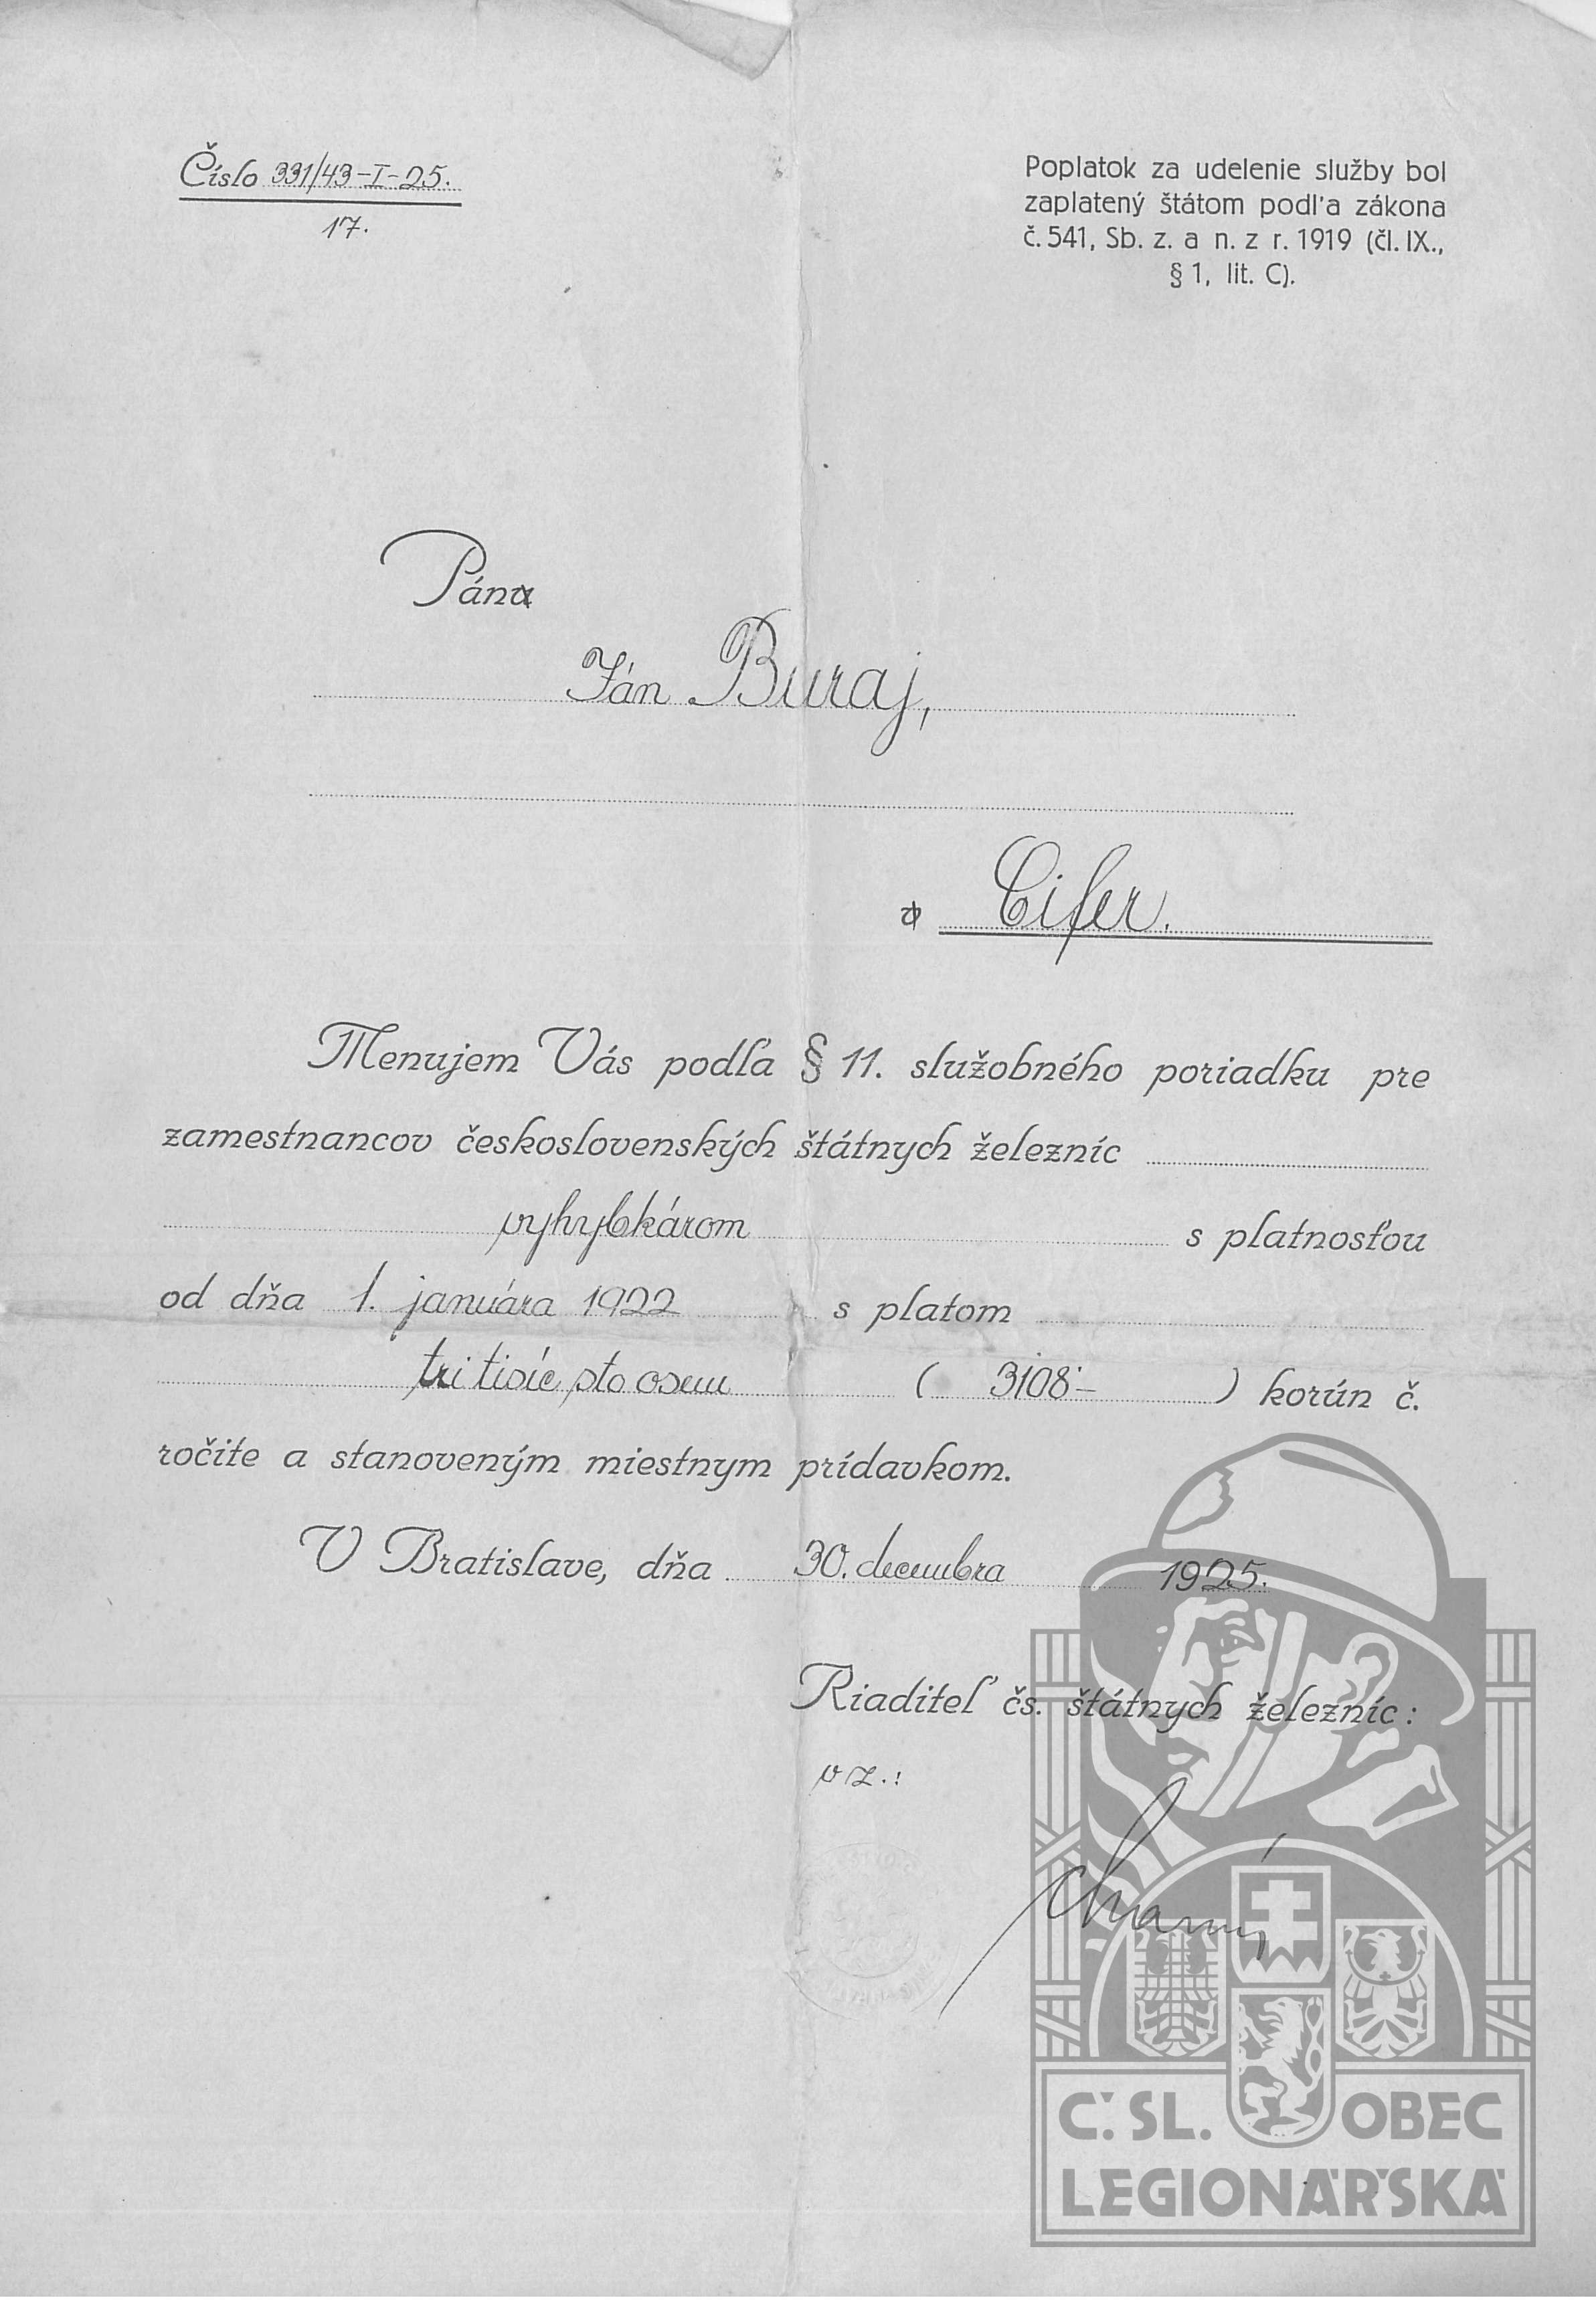 Číslo 331/43-I-25.
17.
Poplatok za udelenie služby bol
zaplatený štátom podľa zákona
č. 541, Sb. z. a n. z r. 1919 (čl. IX.,
§ 1, lit. C).
Pánu
Ján Buraj,
Cifer.
Menujem Vás podľa § 11. služobného poriadku pre
zamestnancov československých štátnych železníc
vyhybkárom s platnosťou
od dňa 1. januára 1922 s platom
tri tisíc sto osem ( 3108·- ) korún č.
ročite a stanoveným miestnym prídavkom.
V Bratislave, dňa 30. decembra 1925.
Riaditeľ čs. štátnych železníc:
v z.:
Č. SL. OBEC
LEGIONÁŘSKÁ